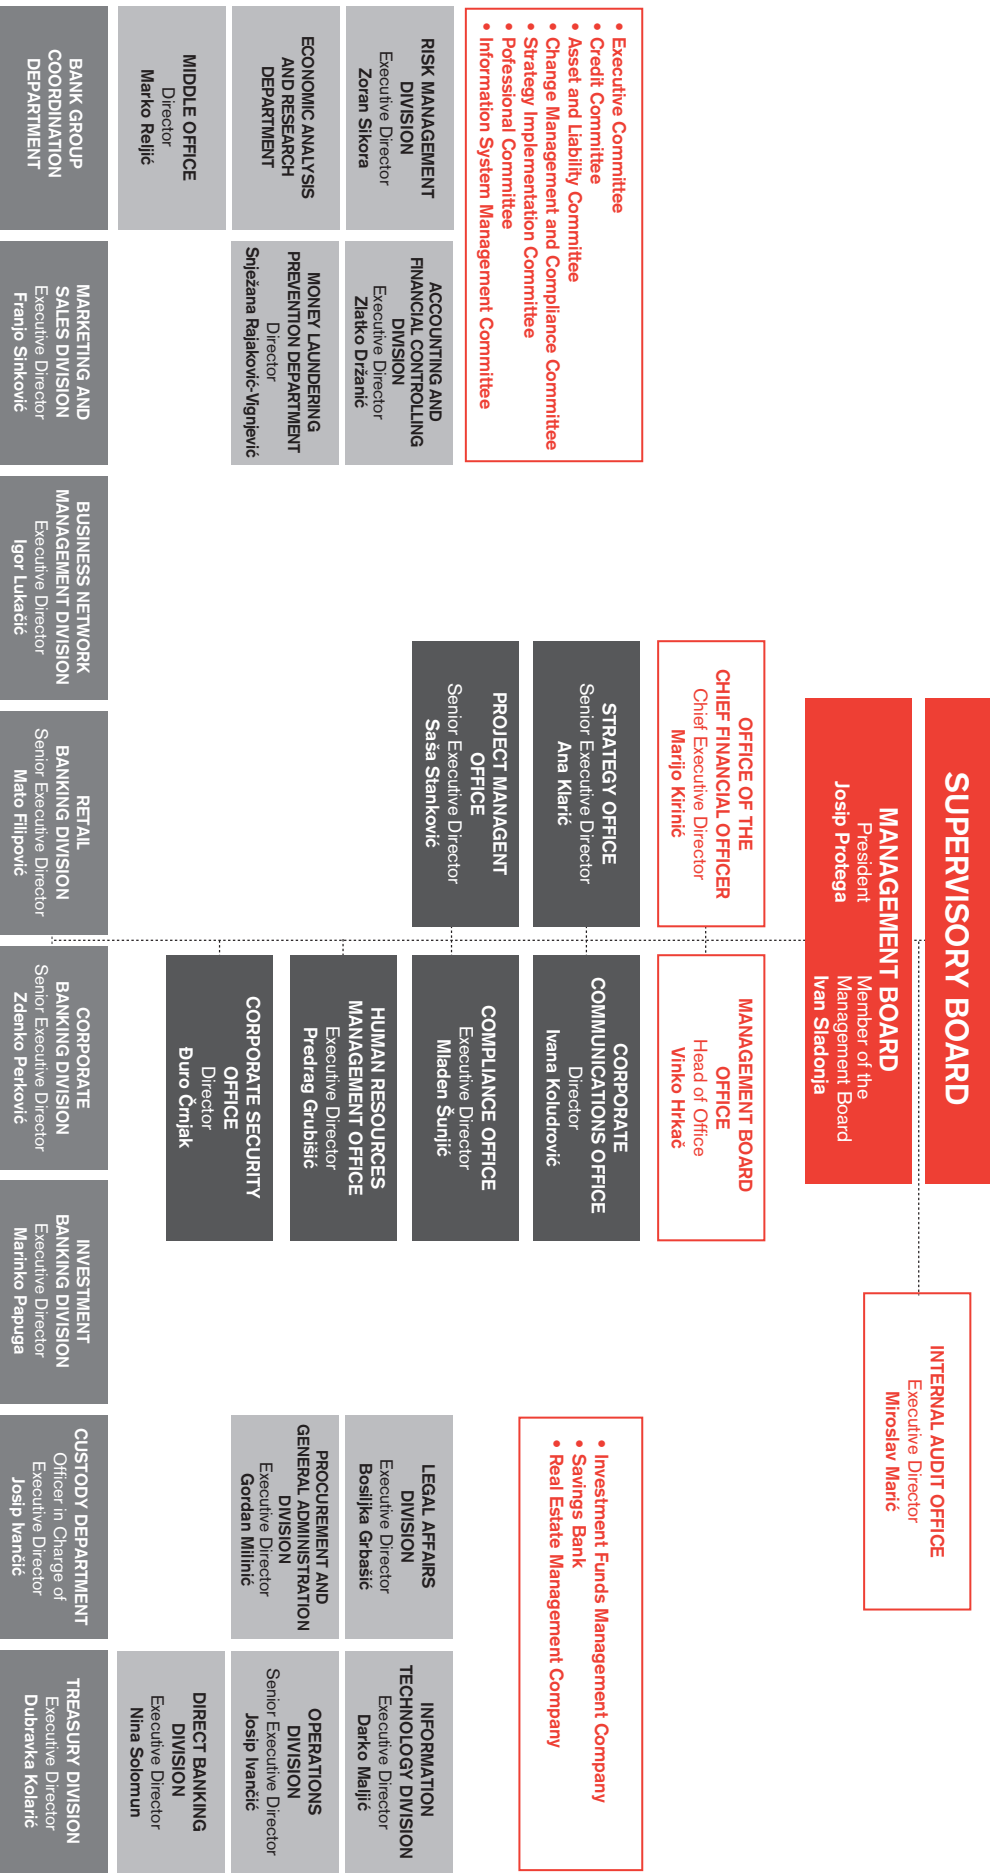 SUPERVISORY BOARD
MANAGEMENT BOARD
President
Josip Protega
Member of the
Management Board
Ivan Sladonja
INTERNAL AUDIT OFFICE
Executive Director
Miroslav Marić
OFFICE OF THE
CHIEF FINANCIAL OFFICER
Chief Executive Director
Marijo Kirinić
MANAGEMENT BOARD
OFFICE
Head of Office
Vinko Hrkač
• Executive Committee
• Credit Committee
• Asset and Liability Committee
• Change Management and Compliance Committee
• Strategy Implementation Committee
• Pofessional Committee
• Information System Management Committee
STRATEGY OFFICE
Senior Executive Director
Ana Klarić
CORPORATE
COMMUNICATIONS OFFICE
Director
Ivana Koludrović
• Investment Funds Management Company
• Savings Bank
• Real Estate Management Company
PROJECT MANAGENT
OFFICE
Senior Executive Director
Saša Stanković
COMPLIANCE OFFICE
Executive Director
Mladen Šunjić
RISK MANAGEMENT
DIVISION
Executive Director
Zoran Sikora
ACCOUNTING AND
FINANCIAL CONTROLLING
DIVISION
Executive Director
Zlatko Držanić
HUMAN RESOURCES
MANAGEMENT OFFICE
Executive Director
Predrag Grubišić
LEGAL AFFAIRS
DIVISION
Executive Director
Bosiljka Grbašić
INFORMATION
TECHNOLOGY DIVISION
Executive Director
Darko Maljić
ECONOMIC ANALYSIS
AND RESEARCH
DEPARTMENT
MONEY LAUNDERING
PREVENTION DEPARTMENT
Director
Snježana Rajaković-Vignjević
CORPORATE SECURITY
OFFICE
Director
Đuro Črnjak
PROCUREMENT AND
GENERAL ADMINISTRATION
DIVISION
Executive Director
Gordan Milinić
OPERATIONS
DIVISION
Senior Executive Director
Josip Ivančić
MIDDLE OFFICE
Director
Marko Reljić
DIRECT BANKING
DIVISION
Executive Director
Nina Solomun
BANK GROUP
COORDINATION
DEPARTMENT
MARKETING AND
SALES DIVISION
Executive Director
Franjo Sinković
BUSINESS NETWORK
MANAGEMENT DIVISION
Executive Director
Igor Lukačić
RETAIL
BANKING DIVISION
Senior Executive Director
Mato Filipović
CORPORATE
BANKING DIVISION
Senior Executive Director
Zdenko Perković
INVESTMENT
BANKING DIVISION
Executive Director
Marinko Papuga
CUSTODY DEPARTMENT
Officer in Charge of
Executive Director
Josip Ivančić
TREASURY DIVISION
Executive Director
Dubravka Kolarić